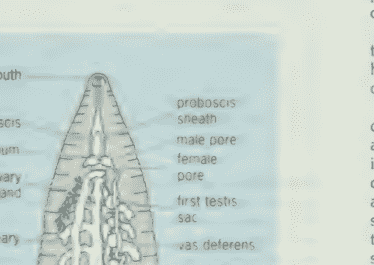 outh
proboscis
sheath
scis
male pore
um
female
pore
vary
and
first testis
sac
ary
vas deferens